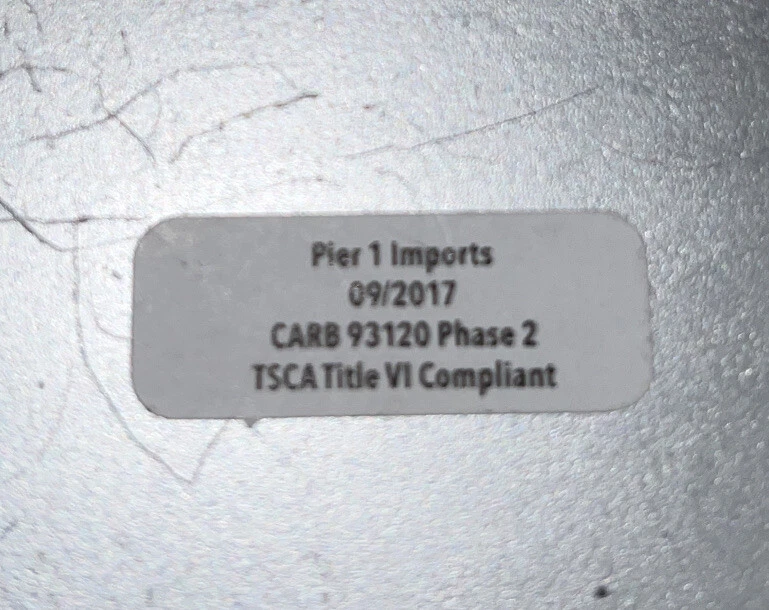 Pier 1 Imports
09/2017
CARB 93120 Phase 2
TSCA Title VI Compliant